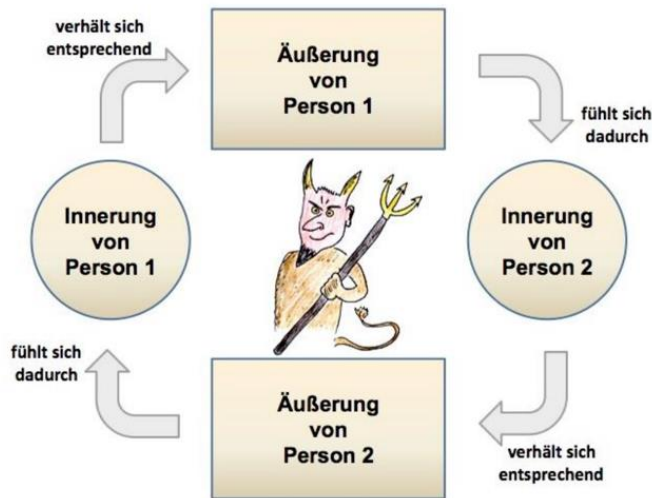 verhält sich
entsprechend
Äußerung
von
Person 1
fühlt sich
dadurch
Innerung
von
Person 1
Innerung
von
Person 2
fühlt sich
dadurch
Äußerung
von
Person 2
verhält sich
entsprechend